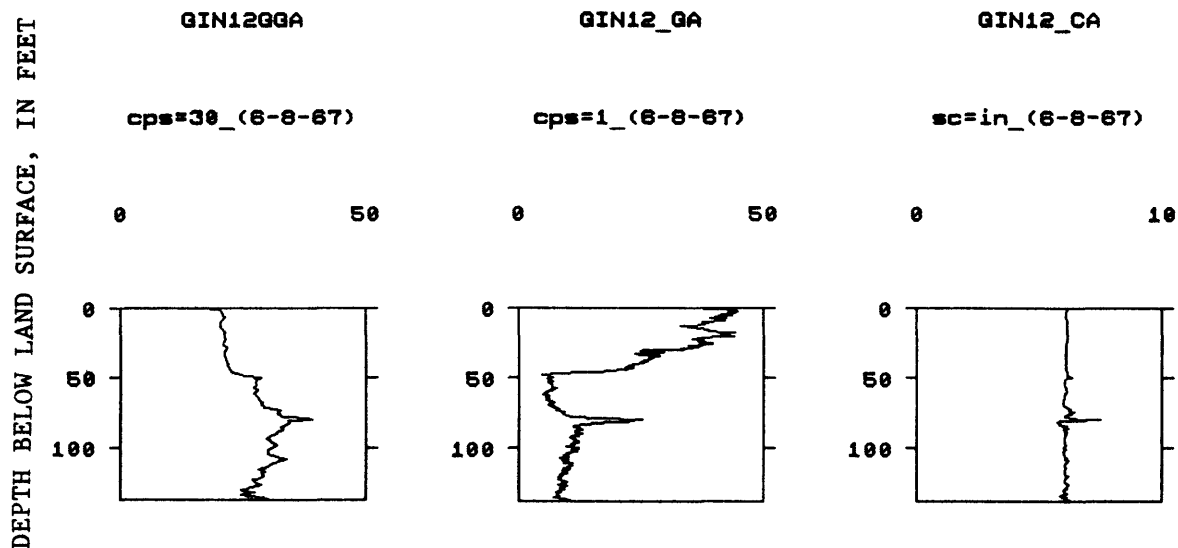 DEPTH BELOW LAND SURFACE, IN FEET
GIN12GGA
cps=30_(6-8-67)
0 50
0
50
100
GIN12_GA
cps=1_(6-8-67)
0 50
0
50
100
GIN12_CA
sc=in_(6-8-67)
0 10
0
50
100